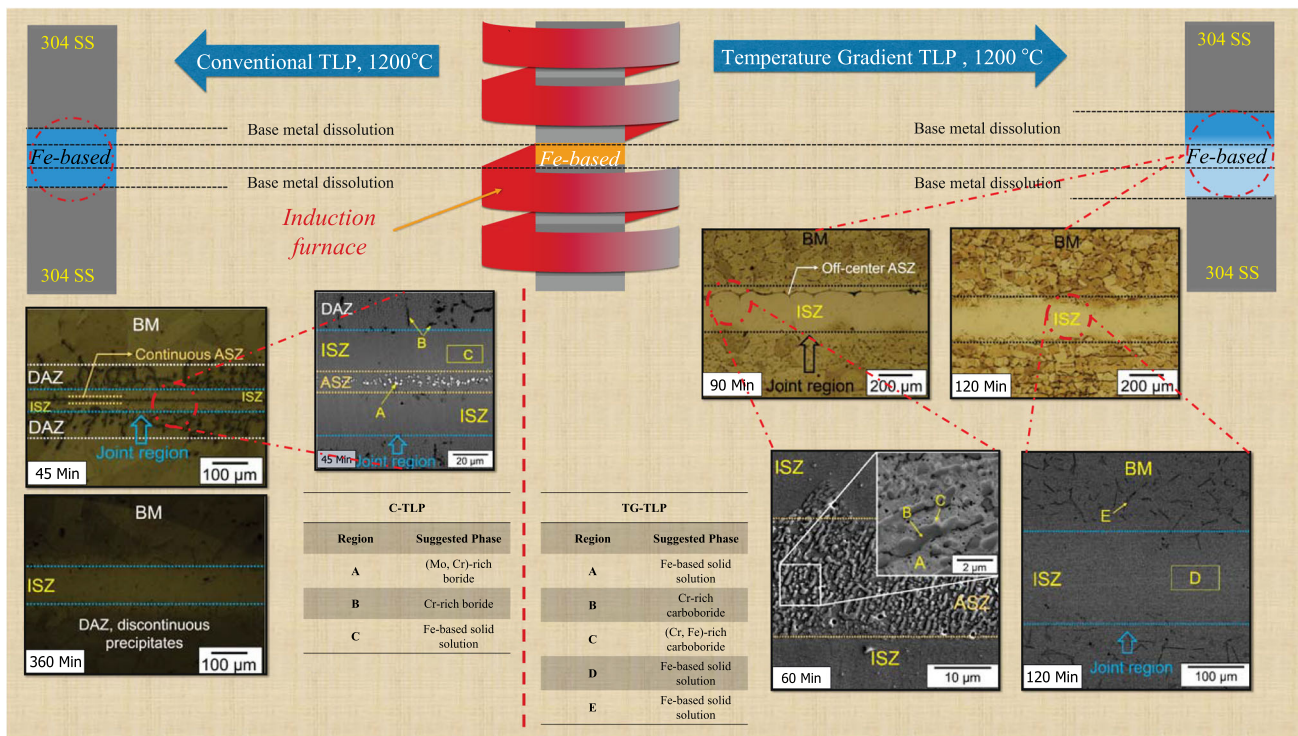 304 SS
Conventional TLP, 1200°C
Temperature Gradient TLP , 1200 °C
304 SS
Base metal dissolution
Base metal dissolution
Fe-based
Fe-based
Fe-based
Base metal dissolution
Base metal dissolution
Induction
furnace
304 SS
304 SS
BM
Continuous ASZ
DAZ
ISZ
ISZ
DAZ
Joint region
45 Min
100 µm
DAZ
B
ISZ
C
ASZ
A
ISZ
Joint region
45 Min
20 µm
BM
Off-center ASZ
ISZ
Joint region
90 Min
200 µm
BM
ISZ
120 Min
200 µm
BM
ISZ
DAZ, discontinuous
precipitates
360 Min
100 µm
C-TLP
Region Suggested Phase
A (Mo, Cr)-rich
boride
B Cr-rich boride
C Fe-based solid
solution
TG-TLP
Region Suggested Phase
A Fe-based solid
solution
B Cr-rich
carboboride
C (Cr, Fe)-rich
carboboride
D Fe-based solid
solution
E Fe-based solid
solution
ISZ
B
C
A
2 µm
ASZ
ISZ
60 Min
10 µm
BM
E
ISZ
D
Joint region
120 Min
100 µm